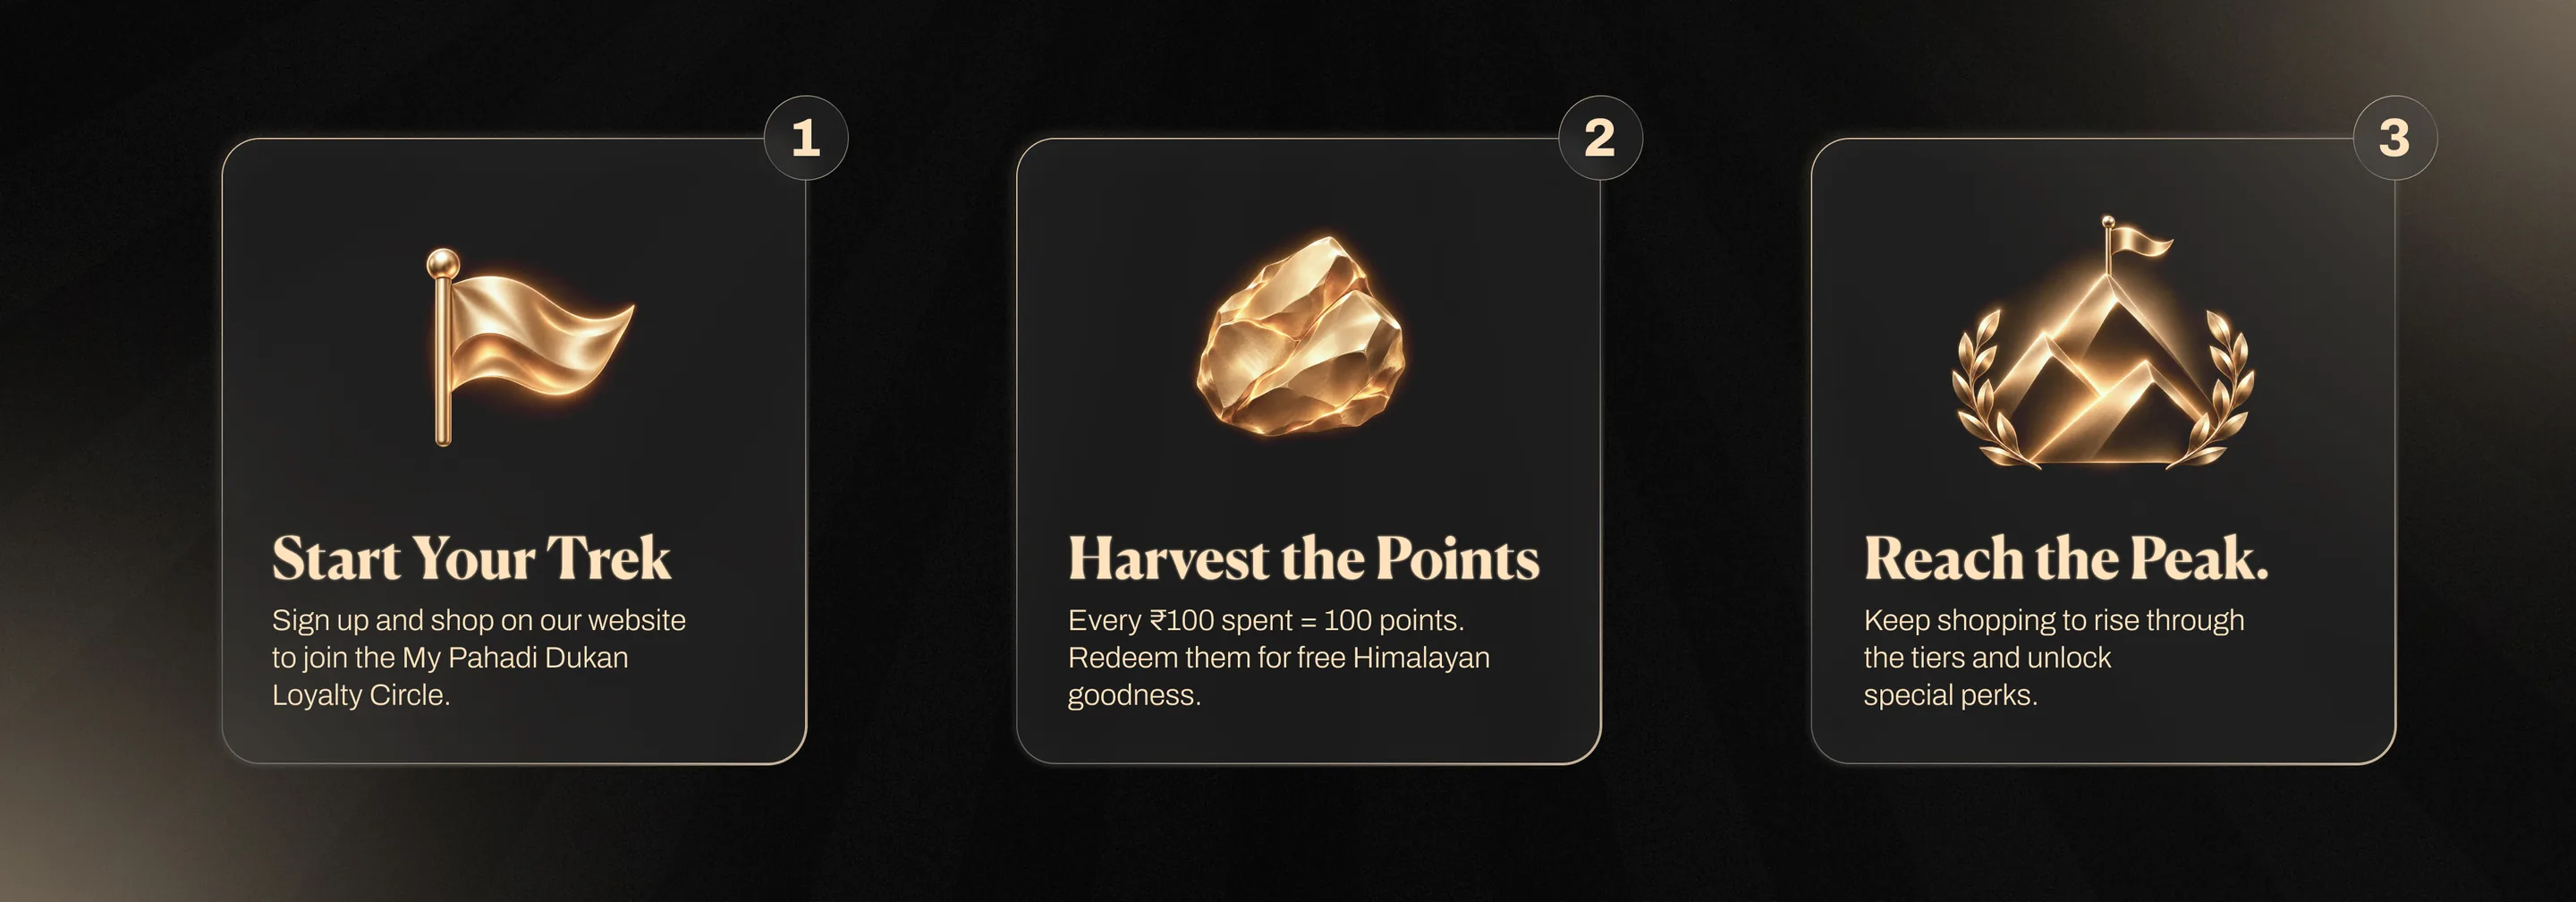 1
Start Your Trek
Sign up and shop on our website
to join the My Pahadi Dukan
Loyalty Circle.
2
Harvest the Points
Every ₹100 spent = 100 points.
Redeem them for free Himalayan
goodness.
3
Reach the Peak.
Keep shopping to rise through
the tiers and unlock
special perks.